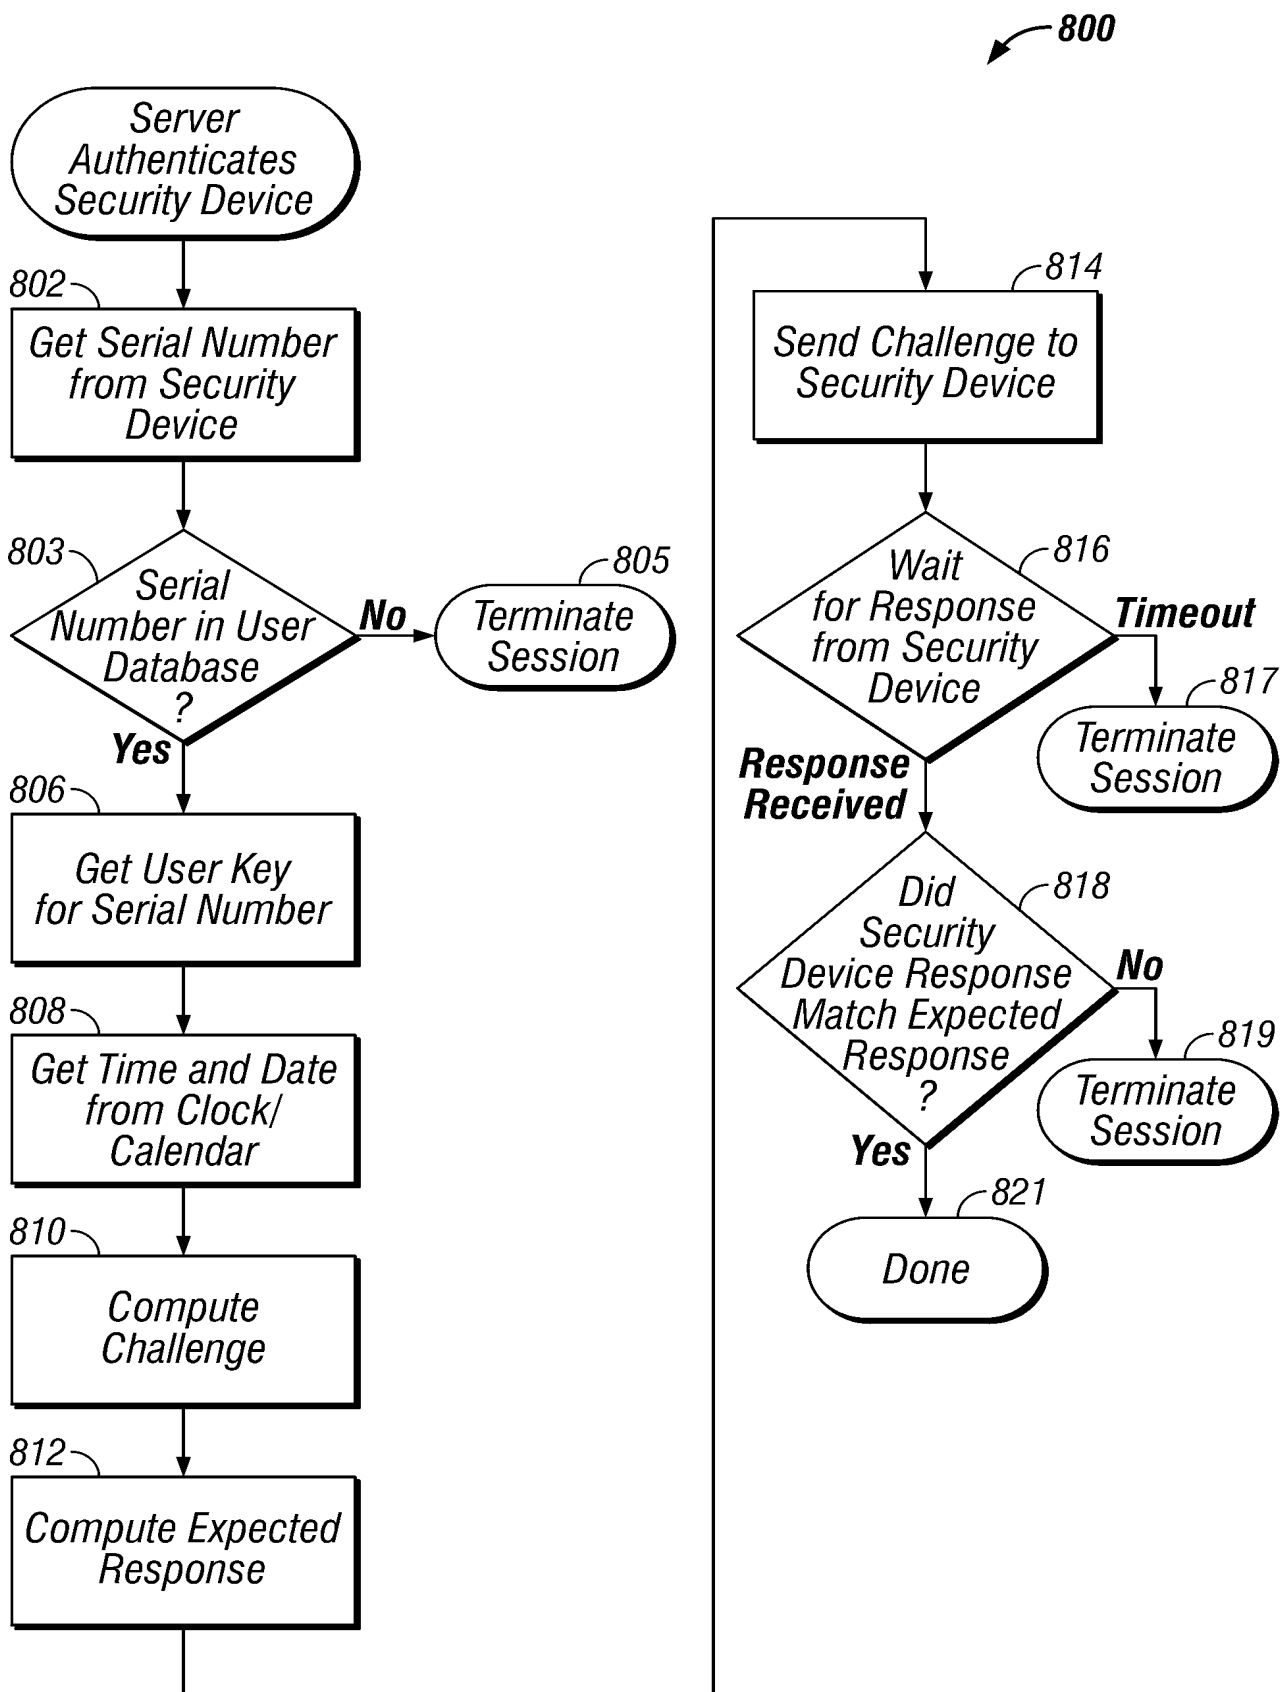 800
Server
Authenticates
Security Device
802
Get Serial Number
from Security
Device
803
Serial
Number in User
Database
?
No
805
Terminate
Session
Yes
806
Get User Key
for Serial Number
808
Get Time and Date
from Clock/
Calendar
810
Compute
Challenge
812
Compute Expected
Response
814
Send Challenge to
Security Device
816
Wait
for Response
from Security
Device
Timeout
817
Terminate
Session
Response
Received
818
Did
Security
Device Response
Match Expected
Response
?
No
819
Terminate
Session
Yes
821
Done